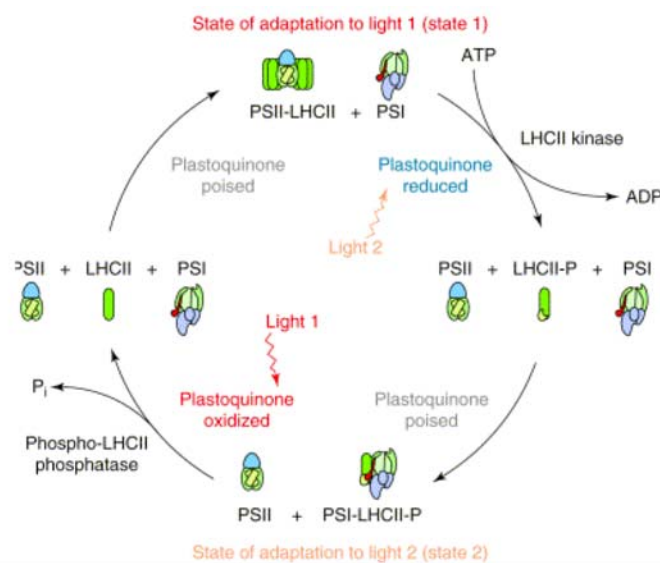 State of adaptation to light 1 (state 1)
ATP
PSII-LHCII + PSI
LHCII kinase
Plastoquinone
poised
Plastoquinone
reduced
ADP
Light 2
PSII + LHCII + PSI
PSII + LHCII-P + PSI
Light 1
Pi
Plastoquinone
oxidized
Plastoquinone
poised
Phospho-LHCII
phosphatase
PSII + PSI-LHCII-P
State of adaptation to light 2 (state 2)